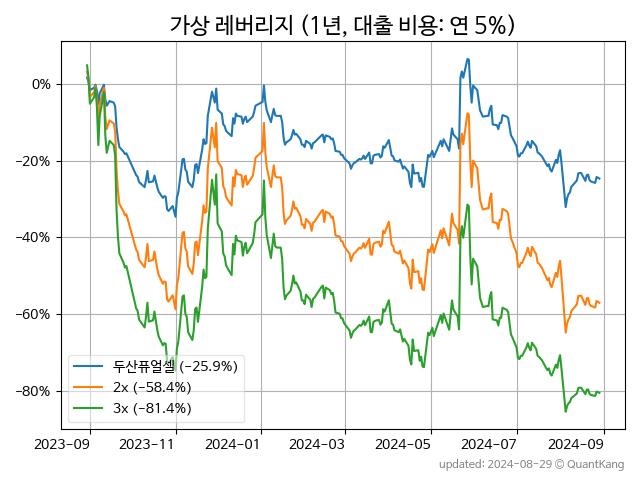 가상 레버리지 (1년, 대출 비용: 연 5%)
0%
−20%
−40%
−60%
−80%
두산퓨얼셀 (−25.9%)
2x (−58.4%)
3x (−81.4%)
2023-09 2023-11 2024-01 2024-03 2024-05 2024-07 2024-09
updated: 2024-08-29 © QuantKang